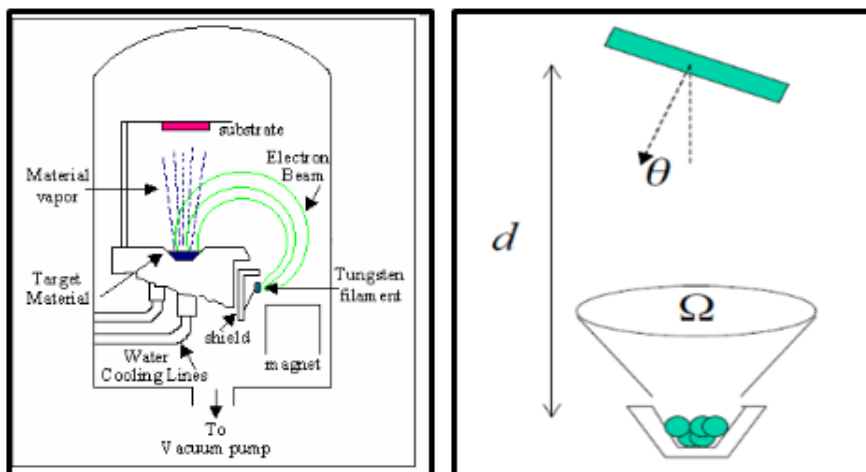 substrate
Material
vapor
Electron
Beam
Target
Material
Tungsten
filament
shield
magnet
Water
Cooling Lines
To
Vacuum pump
θ
d
Ω